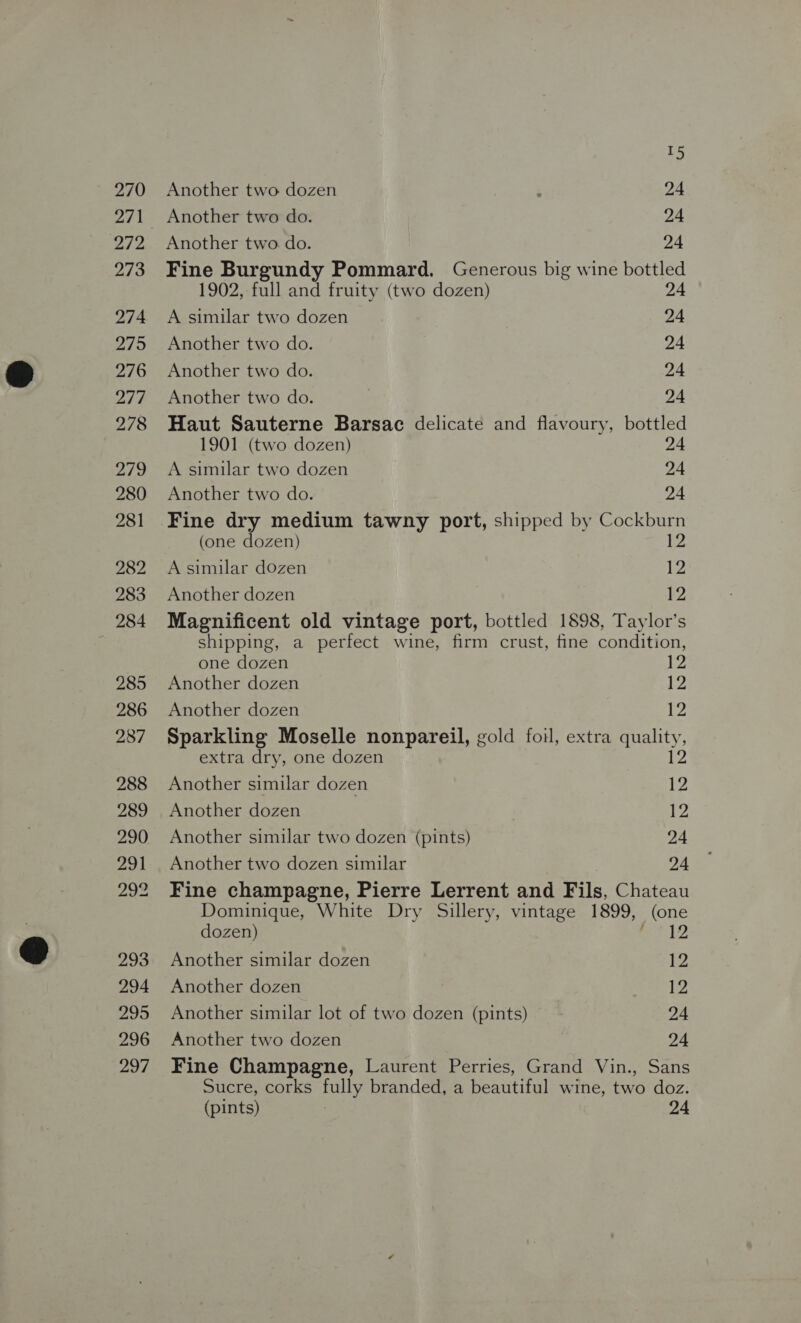 15
270 Another two dozen 24
271 Another two do. 24
272 Another two do. 24
273 Fine Burgundy Pommard. Generous big wine bottled
1902, full and fruity (two dozen) 24
274 A similar two dozen 24
275 Another two do. 24
276 Another two do. 24
277 Another two do. 24
278 Haut Sauterne Barsac delicate and flavoury, bottled
1901 (two dozen) 24
279 A similar two dozen 24
280 Another two do. 24
281 Fine dry medium tawny port, shipped by Cockburn
(one dozen) 12
282 A similar dozen 12
283 Another dozen 12
284 Magnificent old vintage port, bottled 1898, Taylor's
shipping, a perfect wine, firm crust, fine condition,
one dozen 12
285 Another dozen 12
286 Another dozen 12
287 Sparkling Moselle nonpareil, gold foil, extra quality,
extra dry, one dozen 12
288 Another similar dozen 12
289 Another dozen 12
290 Another similar two dozen (pints) 24
291 Another two dozen similar 24
292 Fine champagne, Pierre Lerrent and Fils, Chateau
Dominique, White Dry Sillery, vintage 1899, (one
dozen) 12
293 Another similar dozen 12
294 Another dozen 12
295 Another similar lot of two dozen (pints) 24
296 Another two dozen 24
297 Fine Champagne, Laurent Perries, Grand Vin., Sans
Sucre, corks fully branded, a beautiful wine, two doz.
(pints) 24